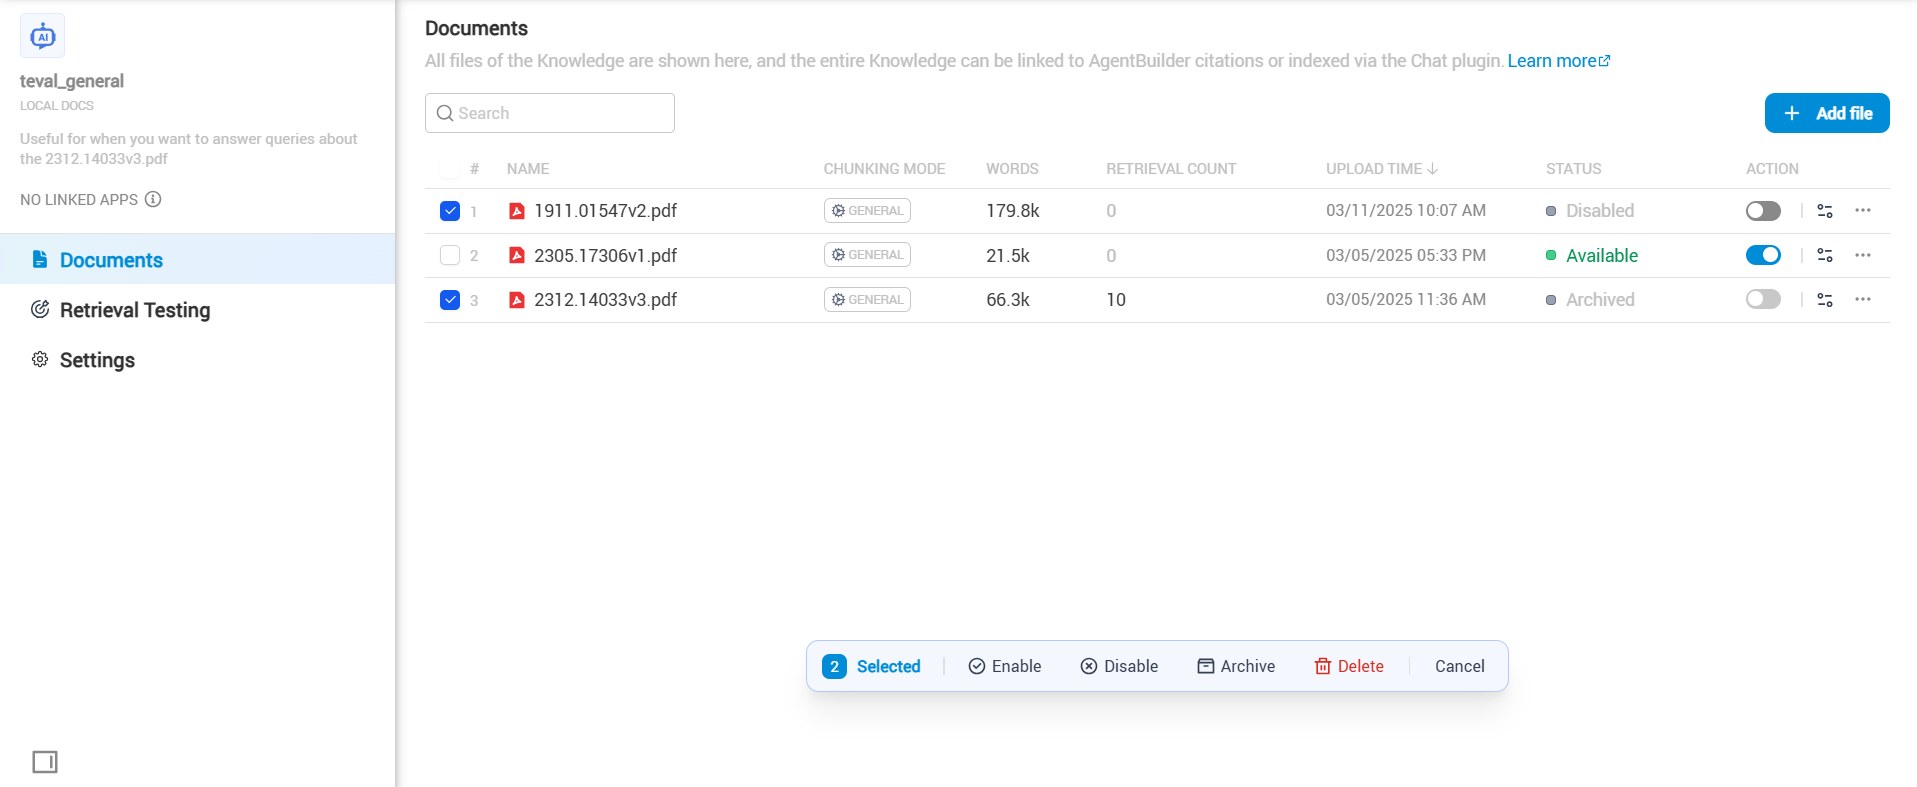 AI
teval_general
LOCAL DOCS
Useful for when you want to answer queries about
the 2312.14033v3.pdf
NO LINKED APPS
Documents
Retrieval Testing
Settings
Documents
All files of the Knowledge are shown here, and the entire Knowledge can be linked to AgentBuilder citations or indexed via the Chat plugin. Learn more
Search
Add file
# NAME CHUNKING MODE WORDS RETRIEVAL COUNT UPLOAD TIME STATUS ACTION
1 1911.01547v2.pdf GENERAL 179.8k 0 03/11/2025 10:07 AM Disabled
2 2305.17306v1.pdf GENERAL 21.5k 0 03/05/2025 05:33 PM Available
3 2312.14033v3.pdf GENERAL 66.3k 10 03/05/2025 11:36 AM Archived
2 Selected Enable Disable Archive Delete Cancel